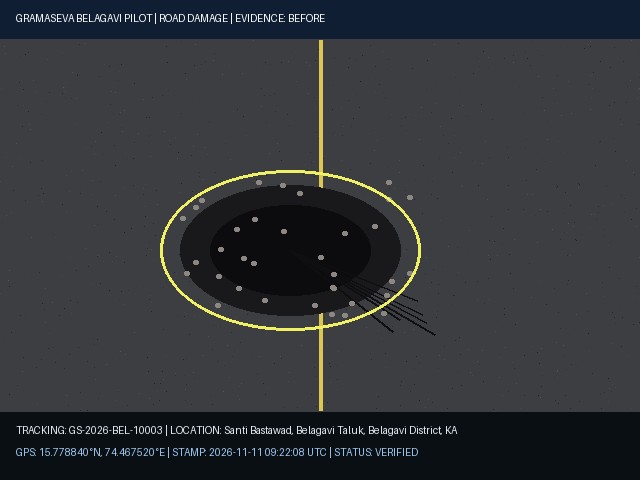 GRAMASEVA BELAGAVI PILOT | ROAD DAMAGE | EVIDENCE: BEFORE
TRACKING: GS-2026-BEL-10003 | LOCATION: Santi Bastawad, Belagavi Taluk, Belagavi District, KA
GPS: 15.778840°N, 74.467520°E | STAMP: 2026-11-11 09:22:08 UTC | STATUS: VERIFIED